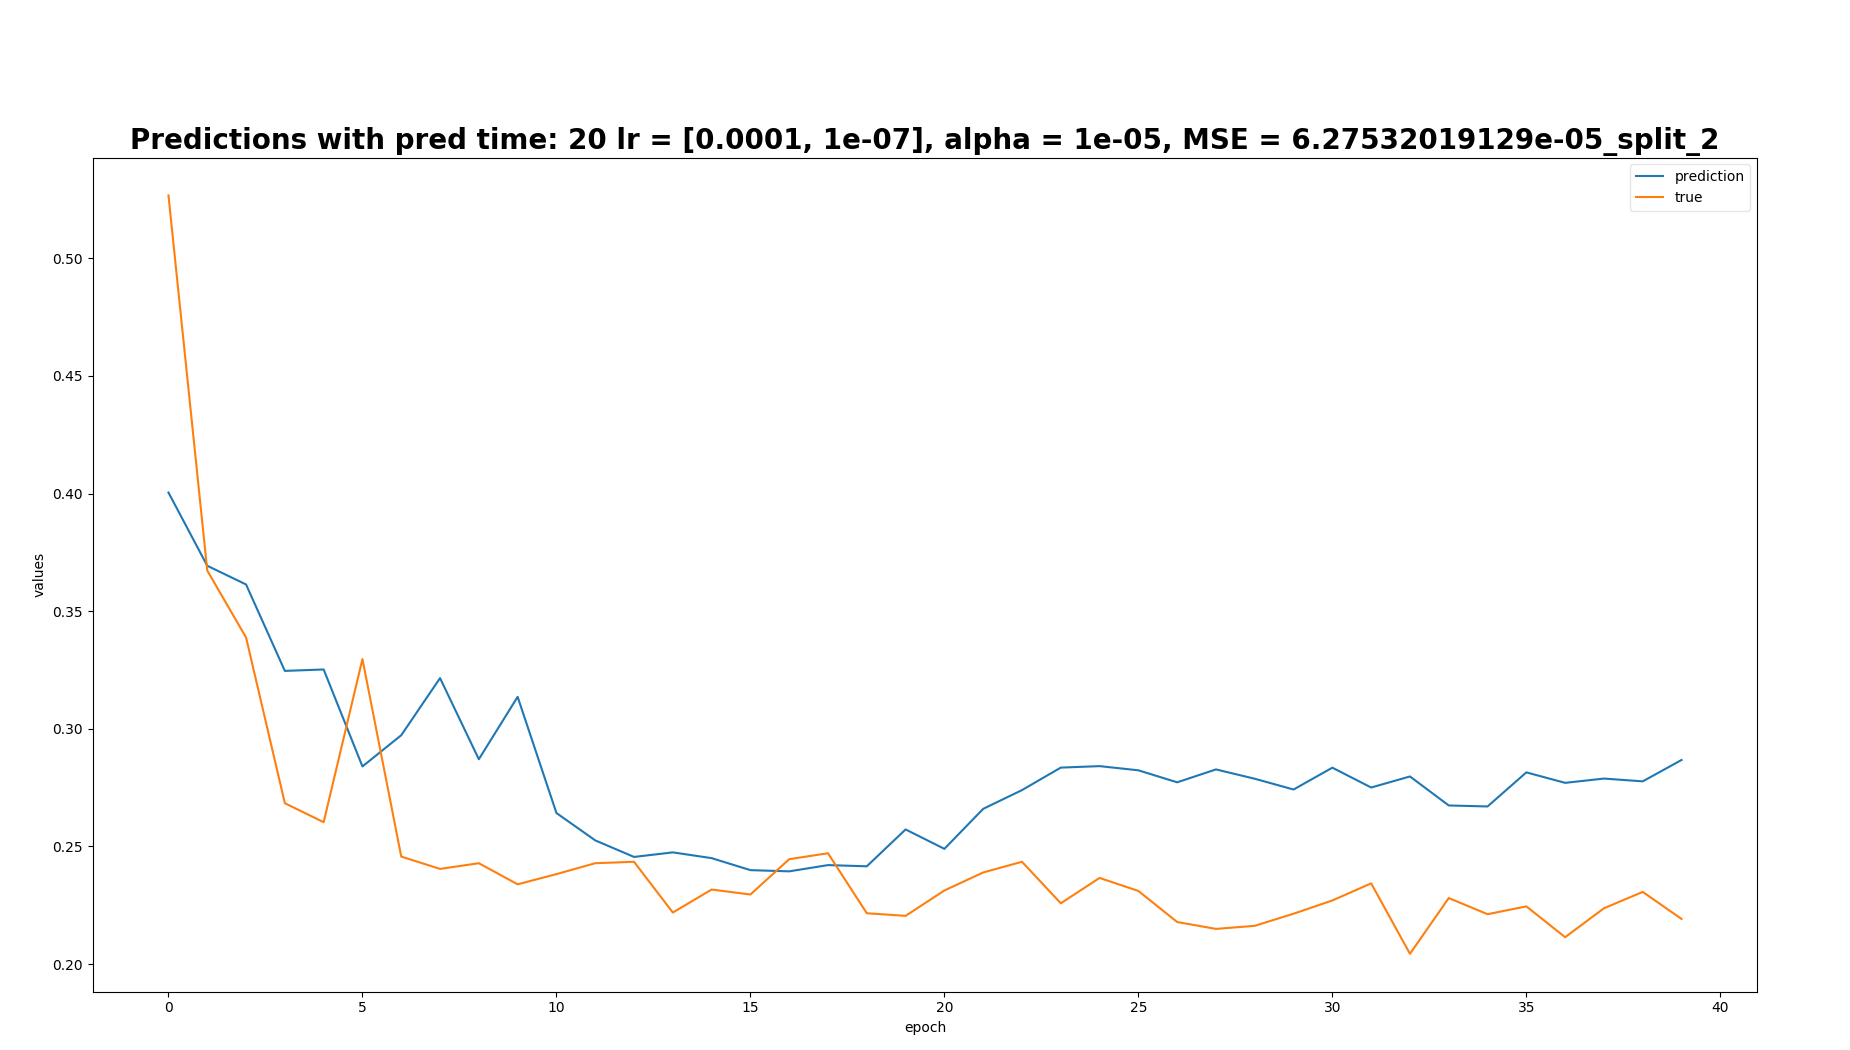 Predictions with pred time: 20 lr = [0.0001, 1e-07], alpha = 1e-05, MSE = 6.27532019129e-05_split_2
prediction
true
0.50
0.45
0.40
0.35
0.30
0.25
0.20
values
0 5 10 15 20 25 30 35 40
epoch